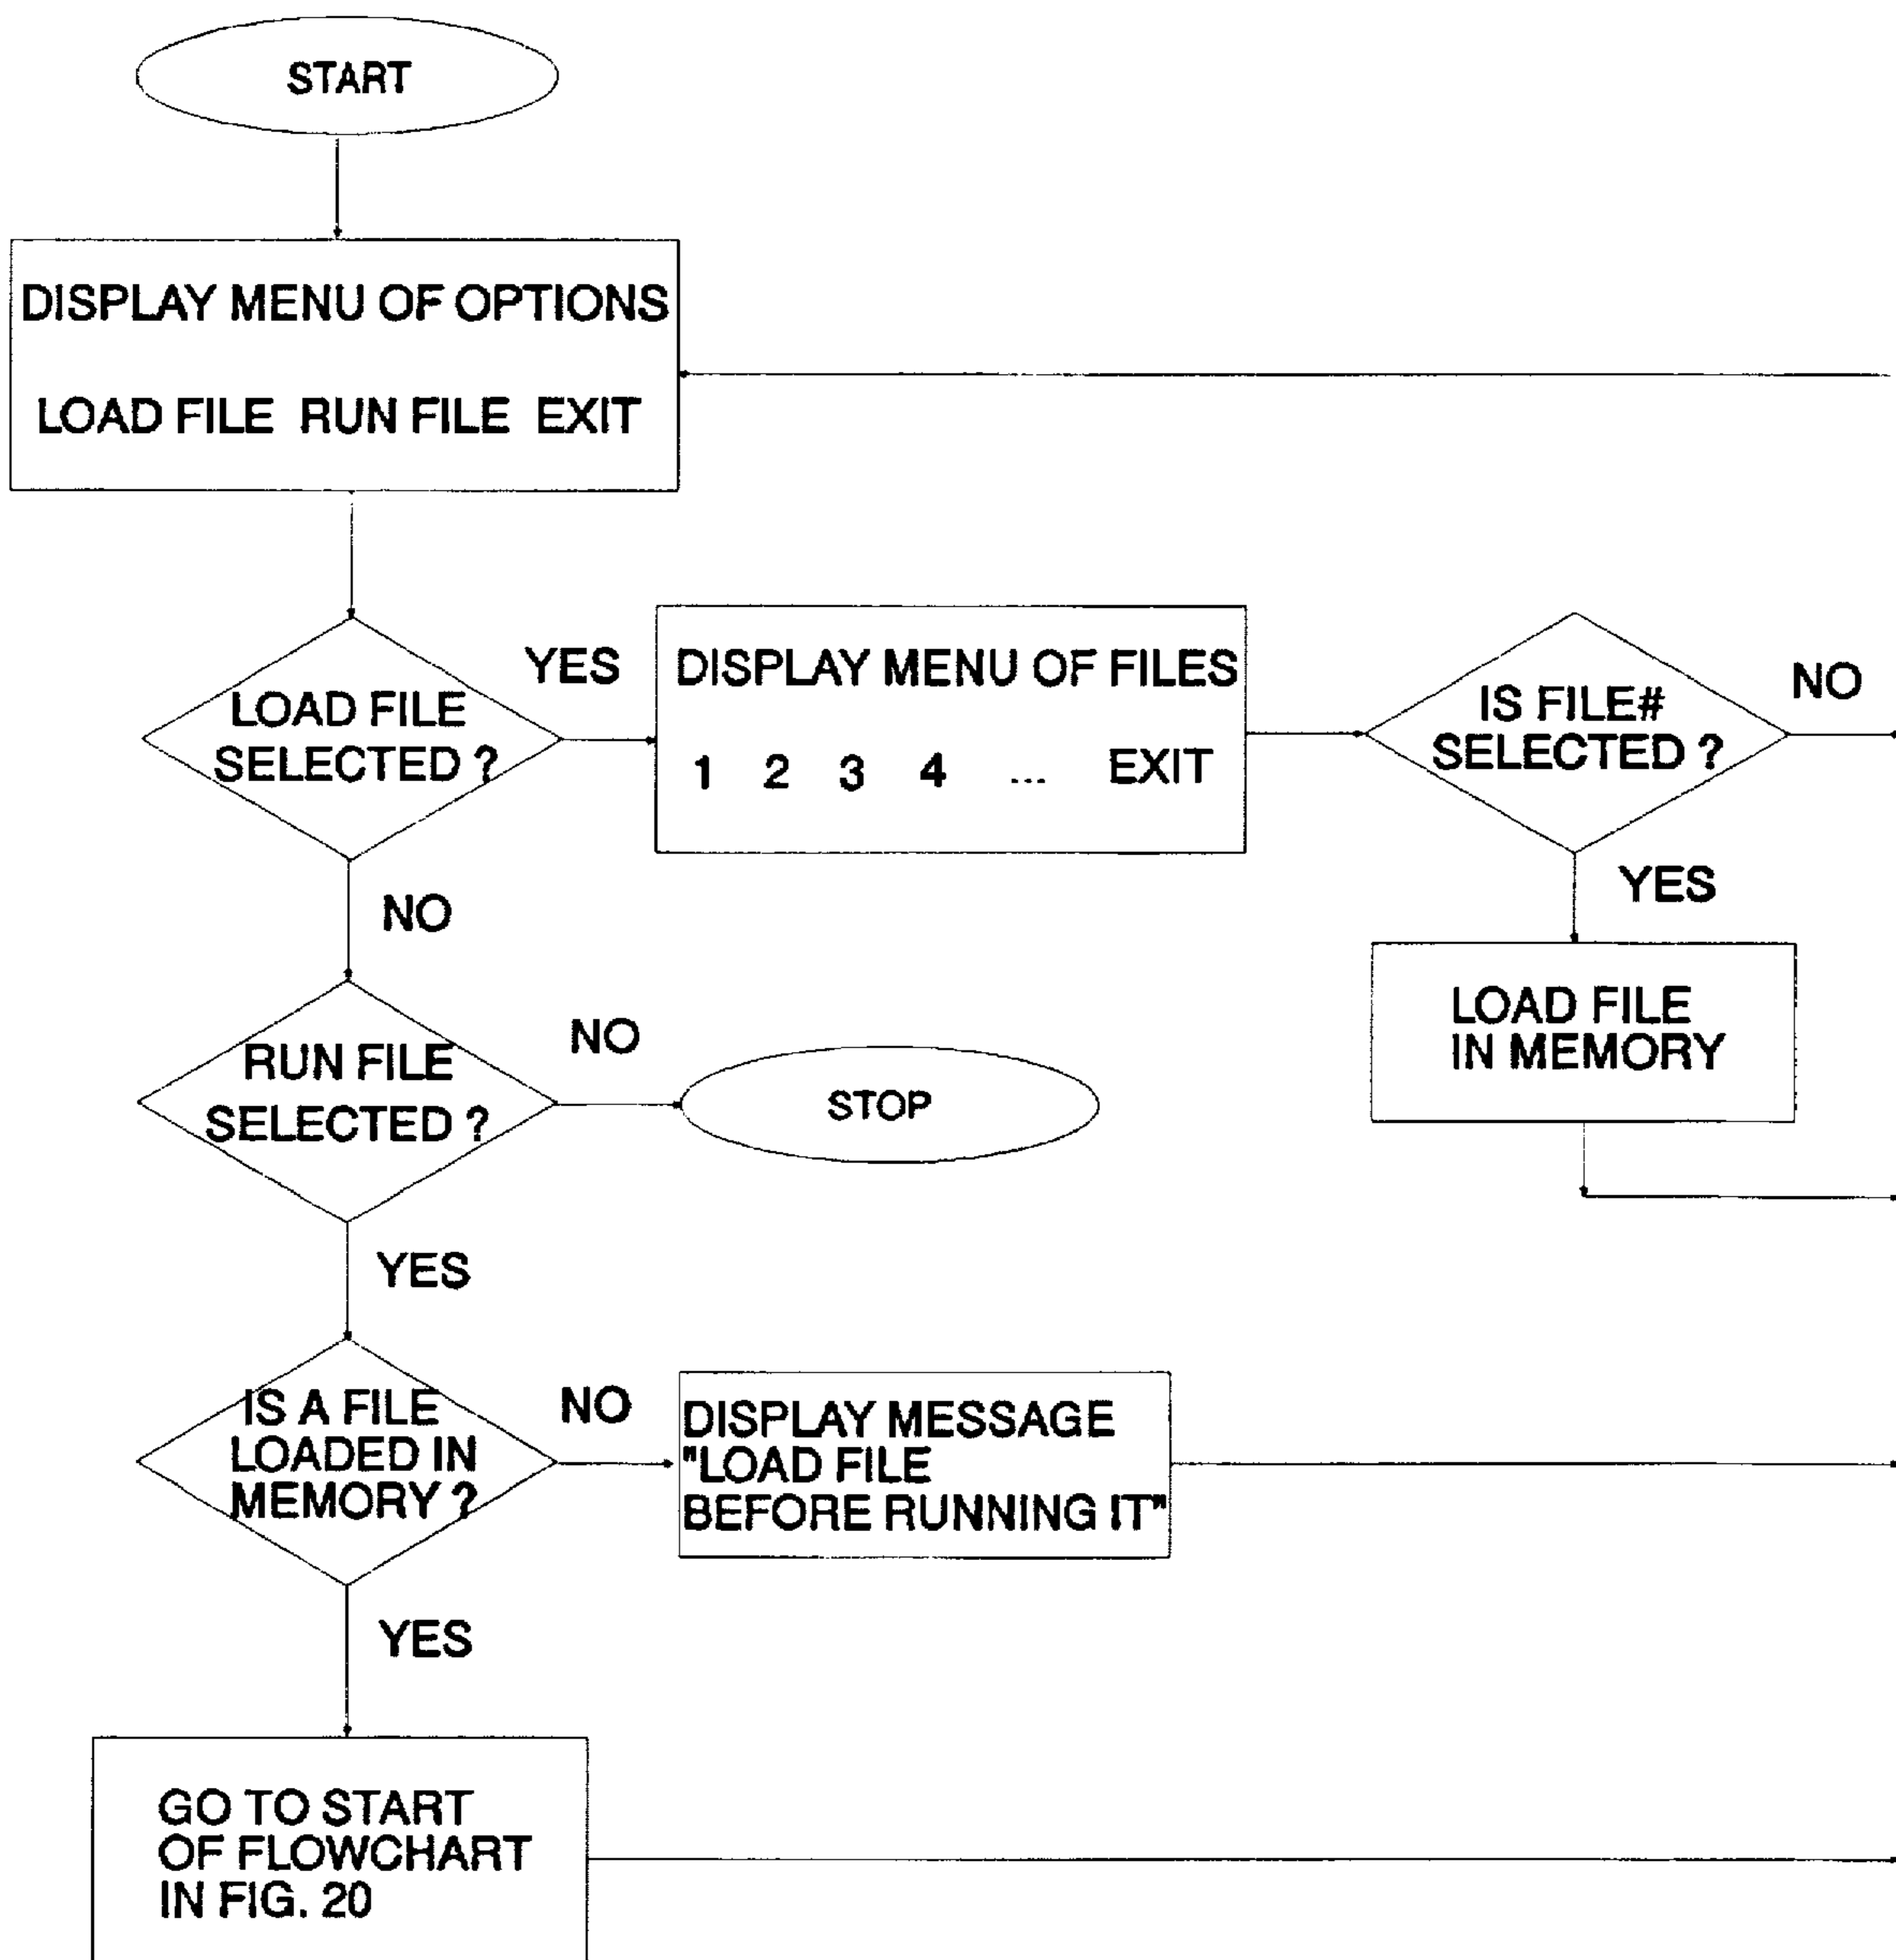 START
DISPLAY MENU OF OPTIONS
LOAD FILE RUN FILE EXIT
LOAD FILE
SELECTED ?
YES
DISPLAY MENU OF FILES
1 2 3 4 ... EXIT
IS FILE#
SELECTED ?
NO
YES
LOAD FILE
IN MEMORY
NO
RUN FILE
SELECTED ?
NO
STOP
YES
IS A FILE
LOADED IN
MEMORY ?
NO
DISPLAY MESSAGE
"LOAD FILE
BEFORE RUNNING IT"
YES
GO TO START
OF FLOWCHART
IN FIG. 20